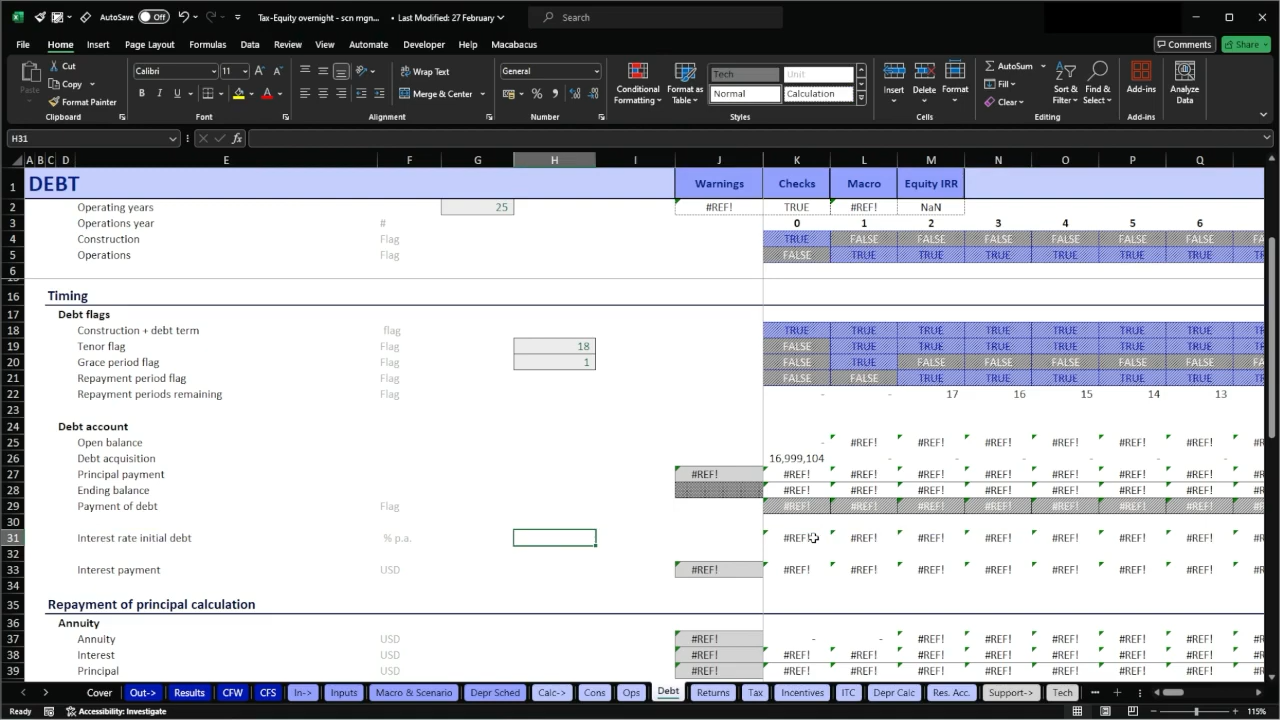 AutoSave Off Tax-Equity overnight - scn mgn... • Last Modified: 27 February Search
File Home Insert Page Layout Formulas Data Review View Automate Developer Help Macabacus Comments Share
Paste Cut Copy Format Painter Clipboard
Calibri 11 B I U A Font
Wrap Text Merge & Center Alignment
General % Number
Conditional Formatting Format as Table Tech Unit Normal Calculation Styles
Insert Delete Format Cells
AutoSum Fill Clear Sort & Filter Find & Select Editing
Add-ins Add-ins
Analyze Data
H31 fx
A B C D E F G H I J K L M N O P Q
1 DEBT Warnings Checks Macro Equity IRR
2 Operating years 25 #REF! TRUE #REF! NaN
3 Operations year # 0 1 2 3 4 5 6
4 Construction Flag TRUE FALSE FALSE FALSE FALSE FALSE FALSE FA
5 Operations Flag FALSE TRUE TRUE TRUE TRUE TRUE TRUE T
6
16 Timing
17 Debt flags
18 Construction + debt term flag TRUE TRUE TRUE TRUE TRUE TRUE TRUE T
19 Tenor flag Flag 18 FALSE TRUE TRUE TRUE TRUE TRUE TRUE T
20 Grace period flag Flag 1 FALSE TRUE FALSE FALSE FALSE FALSE FALSE FA
21 Repayment period flag Flag FALSE FALSE TRUE TRUE TRUE TRUE TRUE T
22 Repayment periods remaining Flag - - 17 16 15 14 13
23
24 Debt account
25 Open balance - #REF! #REF! #REF! #REF! #REF! #REF! #R
26 Debt acquisition 16,999,104 - - - - - -
27 Principal payment #REF! #REF! #REF! #REF! #REF! #REF! #REF! #REF! #R
28 Ending balance #REF! #REF! #REF! #REF! #REF! #REF! #REF! #R
29 Payment of debt Flag #REF! #REF! #REF! #REF! #REF! #REF! #REF! #R
30
31 Interest rate initial debt % p.a. #REF! #REF! #REF! #REF! #REF! #REF! #REF! #R
32
33 Interest payment USD #REF! #REF! #REF! #REF! #REF! #REF! #REF! #REF! #R
34
35 Repayment of principal calculation
36 Annuity
37 Annuity USD #REF! - - #REF! #REF! #REF! #REF! #REF! #R
38 Interest USD #REF! #REF! #REF! #REF! #REF! #REF! #REF! #REF! #R
39 Principal USD #REF! #REF! #REF! #REF! #REF! #REF! #REF! #REF! #R
Cover Out-> Results CFW CFS In-> Inputs Macro & Scenario Depr Sched Calc-> Cons Ops Debt Returns Tax Incentives ITC Depr Calc Res. Acc. Support-> Tech ...
Ready Accessibility: Investigate 115%